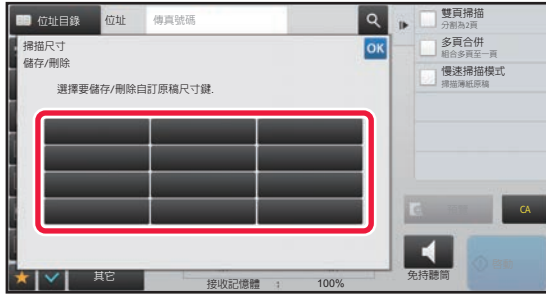 位址目錄 位址 傳真號碼
掃描尺寸
儲存/刪除
OK
選擇要儲存/刪除自訂原稿尺寸鍵.
雙頁掃描
分割為2頁
多頁合併
組合多頁至一頁
慢速掃描模式
掃描薄紙原稿
CA
免持聽筒
其它
接收記憶體 : 100%